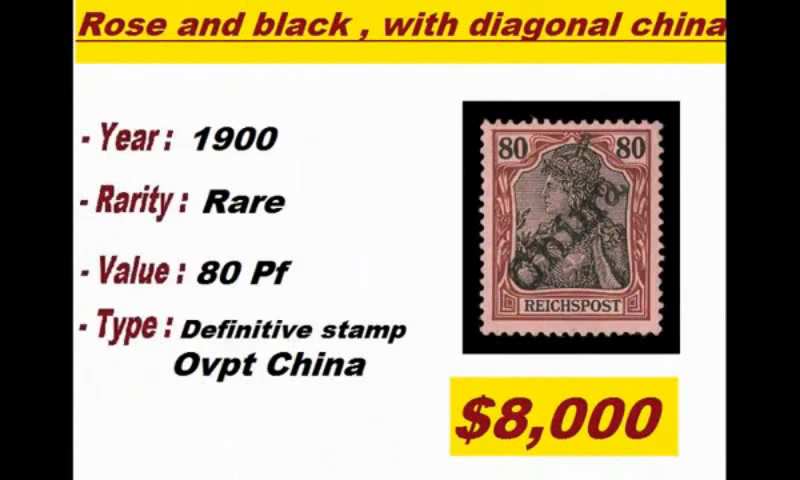 Rose and black , with diagonal china
- Year : 1900
- Rarity : Rare
- Value : 80 Pf
- Type : Definitive stamp
Ovpt China
80 80
China
REICHSPOST
$8,000